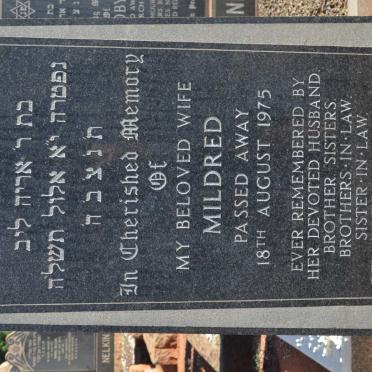 בת ר אריה ליב
נפטרה י"א אלול תשל"ה
ת נ צ ב ה
In Cherished Memory
Of
MY BELOVED WIFE
MILDRED
PASSED AWAY
18TH AUGUST 1975
EVER REMEMBERED BY
HER DEVOTED HUSBAND,
BROTHER SISTERS,
BROTHERS-IN-LAW
SISTER-IN-LAW
NELKIN